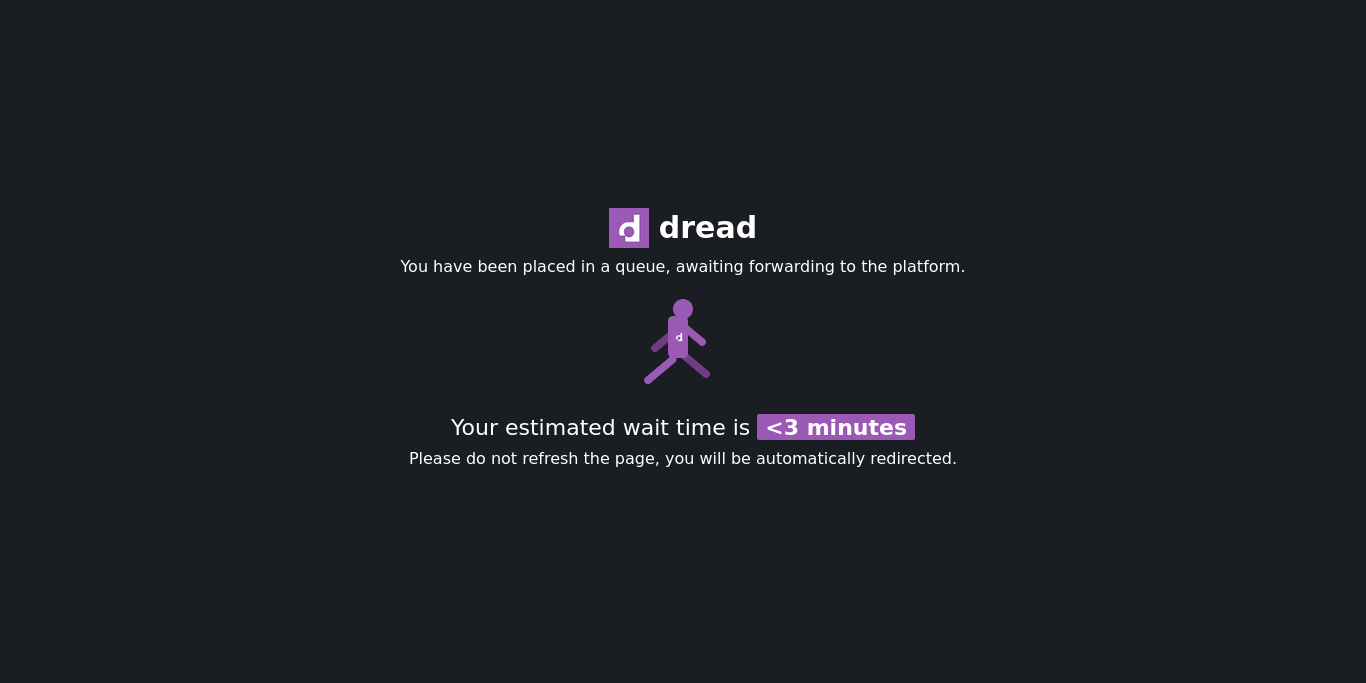 dread
You have been placed in a queue, awaiting forwarding to the platform.
d
Your estimated wait time is <3 minutes
Please do not refresh the page, you will be automatically redirected.